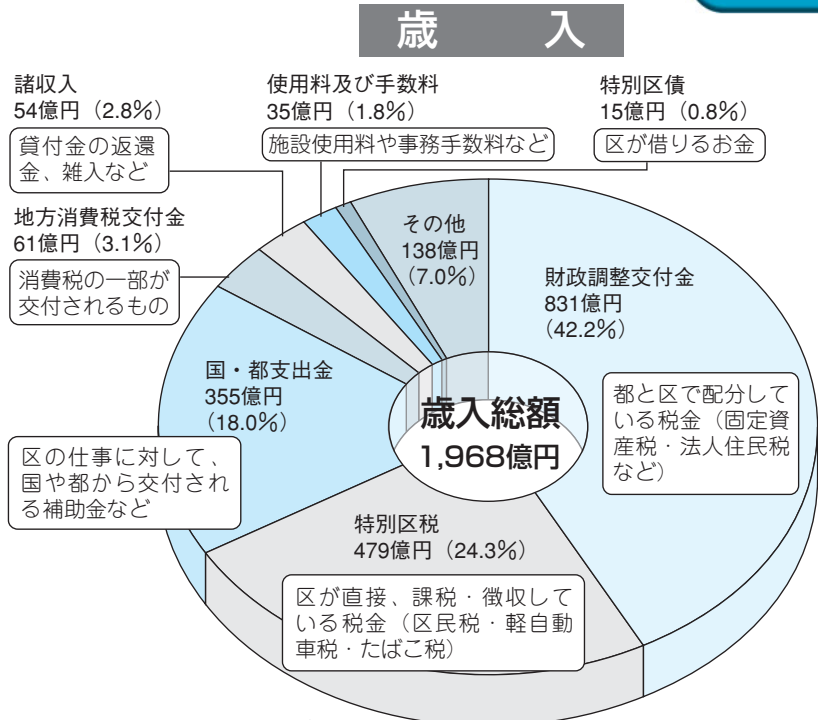 歳　入
諸収入
54億円（2.8％）
貸付金の返還
金、雑入など
使用料及び手数料
35億円（1.8％）
施設使用料や事務手数料など
特別区債
15億円（0.8％）
区が借りるお金
地方消費税交付金
61億円（3.1％）
消費税の一部が
交付されるもの
その他
138億円
（7.0％）
財政調整交付金
831億円
（42.2％）
都と区で配分して
いる税金（固定資
産税・法人住民税
など）
国・都支出金
355億円
（18.0％）
区の仕事に対して、
国や都から交付され
る補助金など
歳入総額
1,968億円
特別区税
479億円（24.3％）
区が直接、課税・徴収して
いる税金（区民税・軽自動
車税・たばこ税）